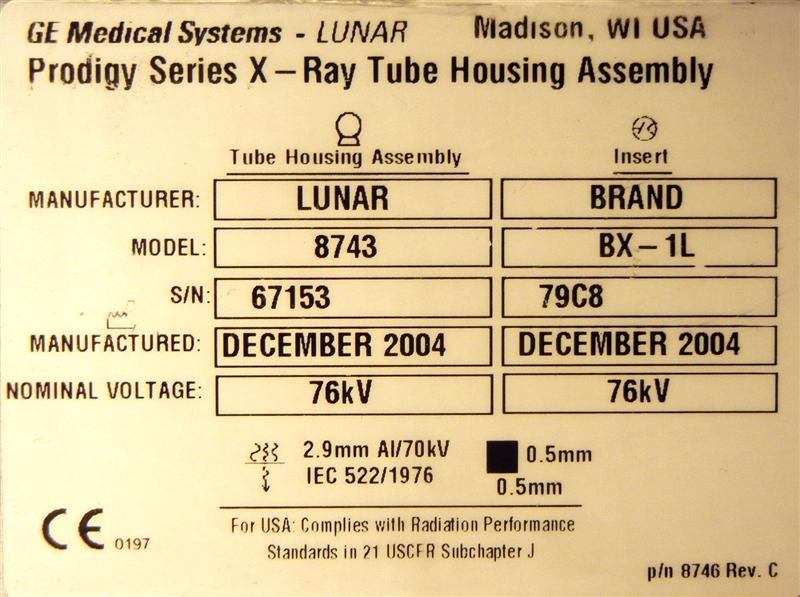 GE Medical Systems - LUNAR Madison, WI USA
Prodigy Series X-Ray Tube Housing Assembly
Tube Housing Assembly Insert
MANUFACTURER: LUNAR BRAND
MODEL: 8743 BX-1L
S/N: 67153 79C8
MANUFACTURED: DECEMBER 2004 DECEMBER 2004
NOMINAL VOLTAGE: 76kV 76kV
2.9mm Al/70kV 0.5mm
IEC 522/1976 0.5mm
CE 0197
For USA: Complies with Radiation Performance
Standards in 21 USCFR Subchapter J
p/n 8746 Rev. C